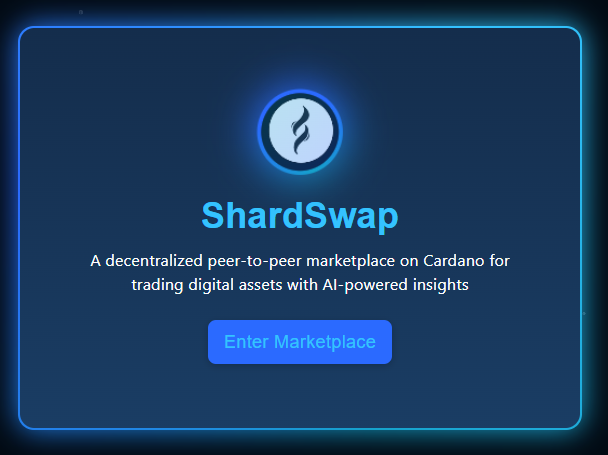 ShardSwap
A decentralized peer-to-peer marketplace on Cardano for
trading digital assets with AI-powered insights
Enter Marketplace